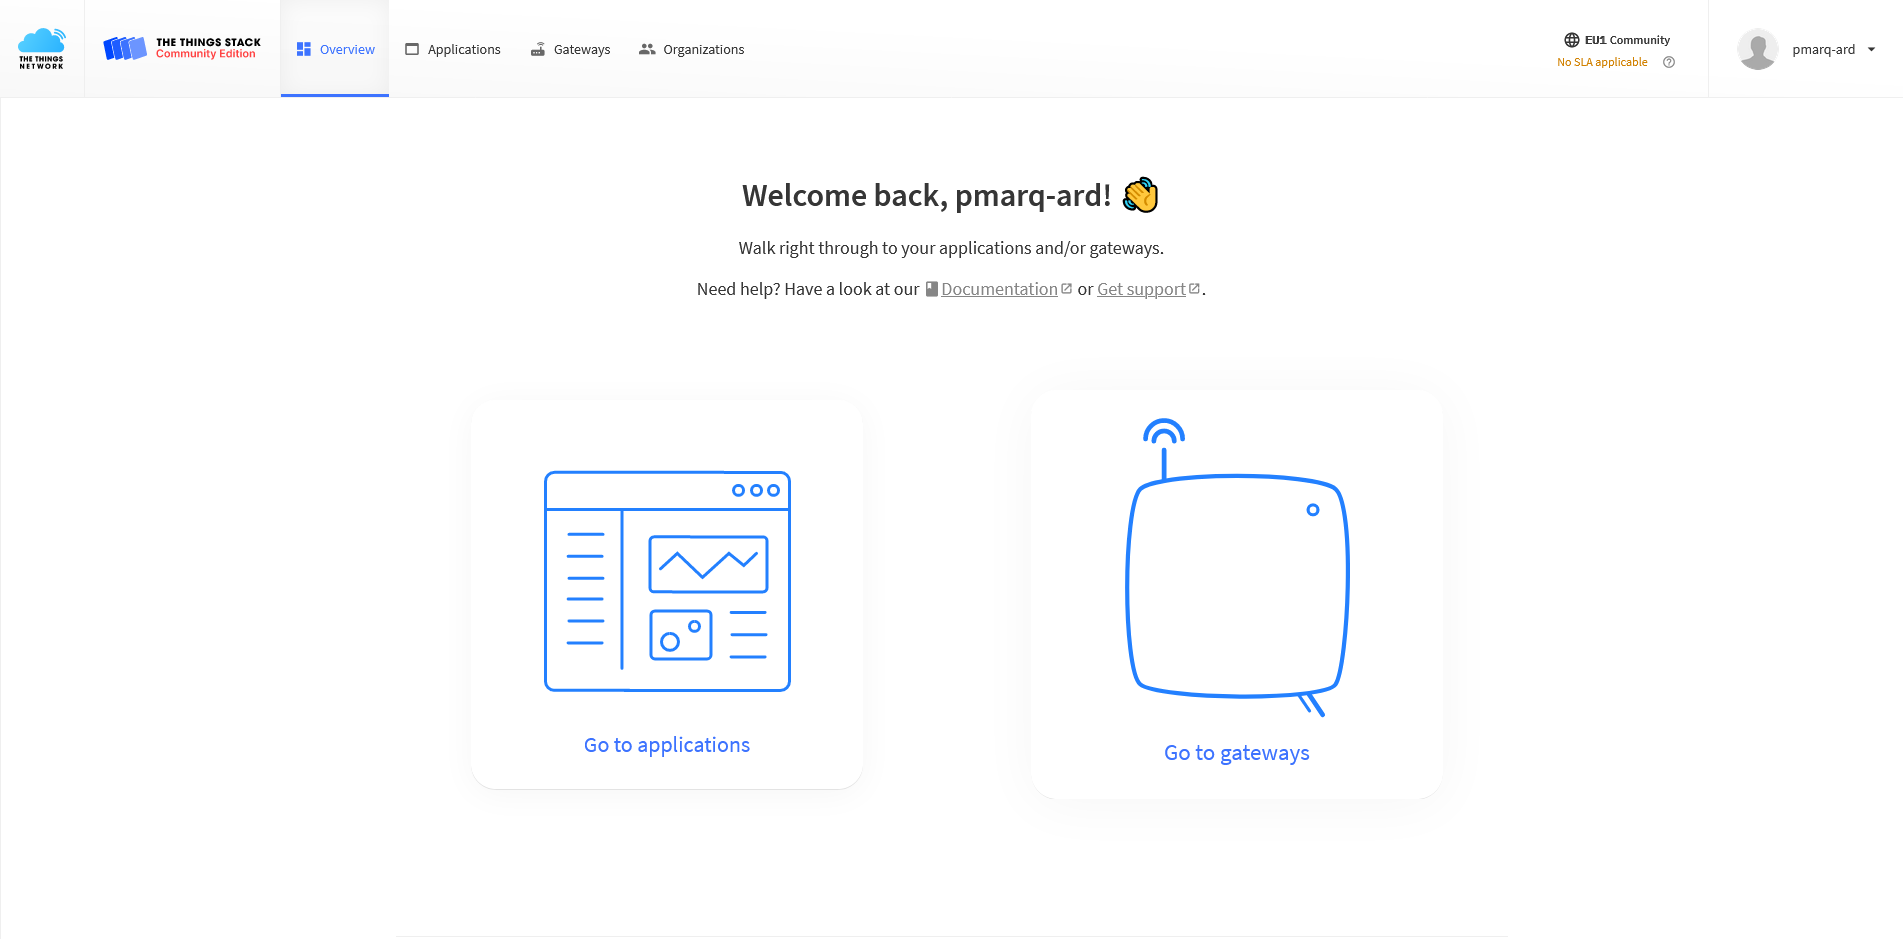 THE THINGS
NETWORK
THE THINGS STACK
Community Edition
Overview
Applications
Gateways
Organizations
EU1 Community
No SLA applicable
pmarq-ard
Welcome back, pmarq-ard! 👋
Walk right through to your applications and/or gateways.
Need help? Have a look at our Documentation or Get support.
Go to applications
Go to gateways